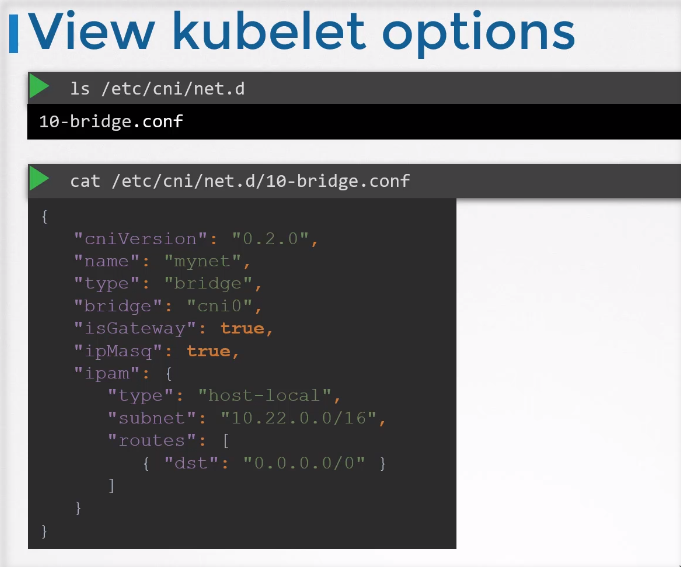 View kubelet options
ls /etc/cni/net.d
10-bridge.conf
cat /etc/cni/net.d/10-bridge.conf
{
"cniVersion": "0.2.0",
"name": "mynet",
"type": "bridge",
"bridge": "cni0",
"isGateway": true,
"ipMasq": true,
"ipam": {
"type": "host-local",
"subnet": "10.22.0.0/16",
"routes": [
{ "dst": "0.0.0.0/0" }
]
}
}